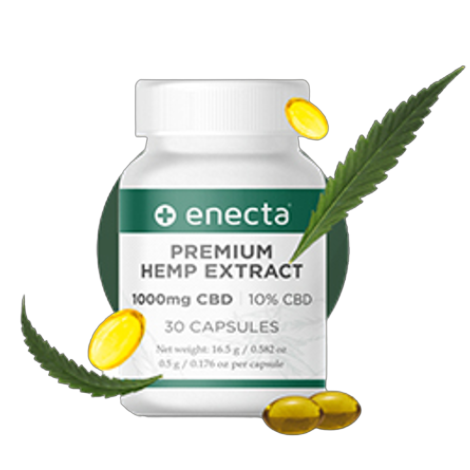 enecta
PREMIUM
HEMP EXTRACT
1000mg CBD | 10% CBD
30 CAPSULES
Net weight: 16.5 g / 0.582 oz
0.5 g / 0.176 oz per capsule